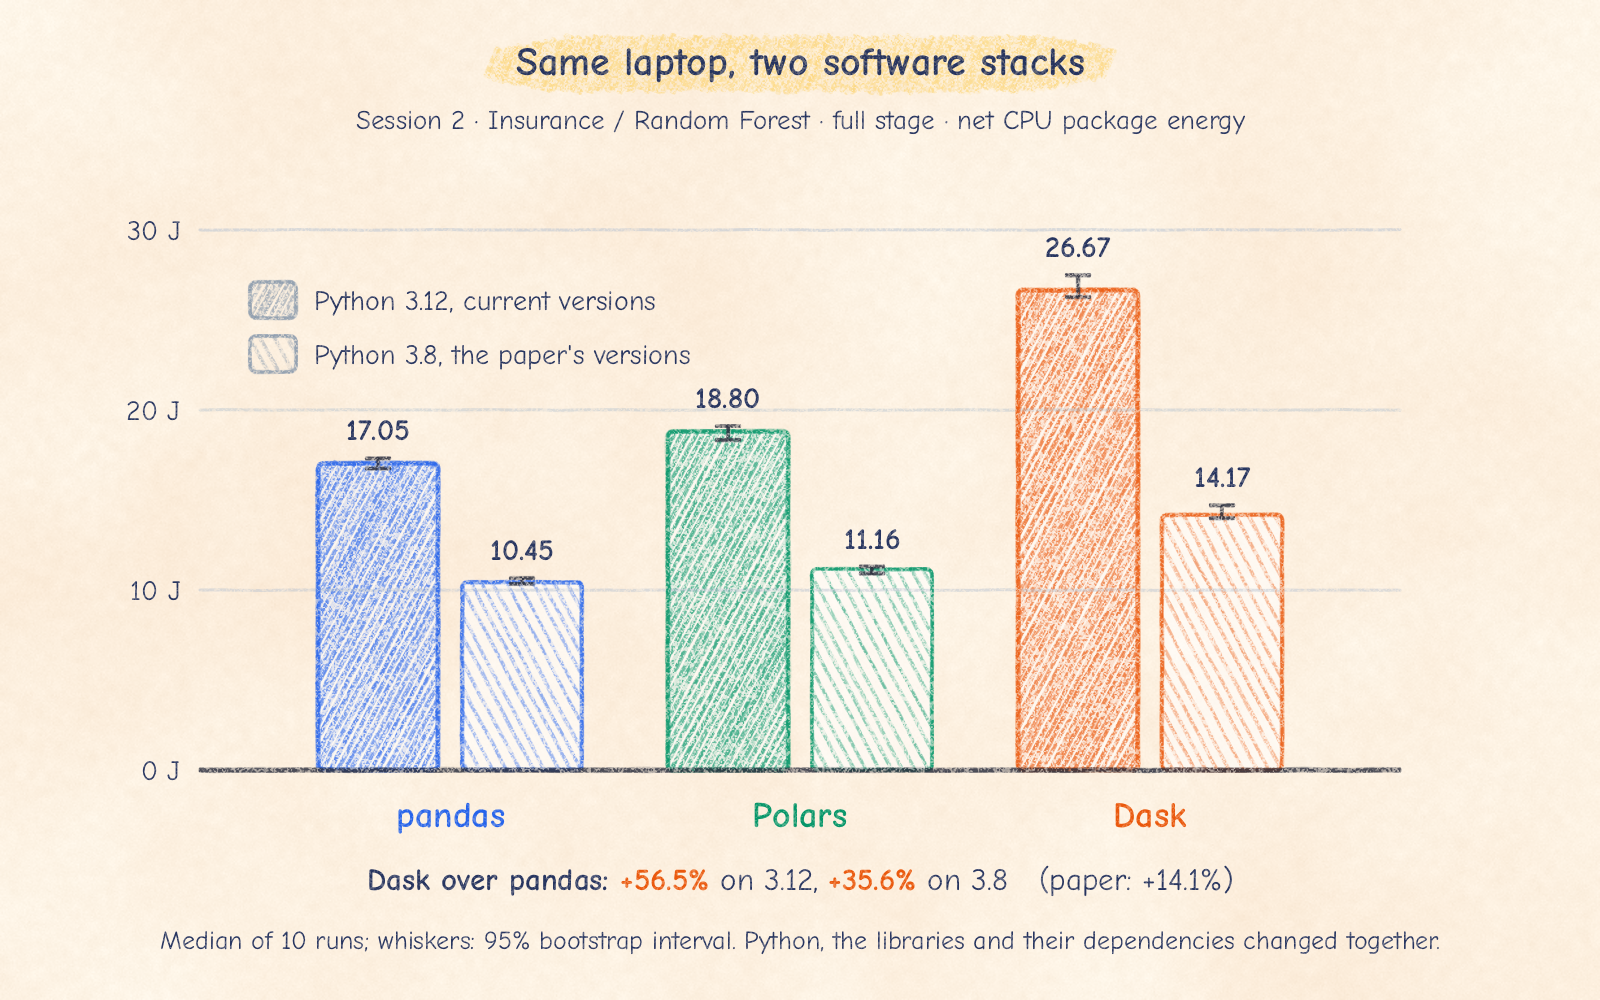 Same laptop, two software stacks
Session 2 · Insurance / Random Forest · full stage · net CPU package energy
30 J
26.67
Python 3.12, current versions
Python 3.8, the paper's versions
18.80
20 J
17.05
14.17
11.16
10.45
10 J
0 J
pandas Polars Dask
Dask over pandas: +56.5% on 3.12, +35.6% on 3.8 (paper: +14.1%)
Median of 10 runs; whiskers: 95% bootstrap interval. Python, the libraries and their dependencies changed together.